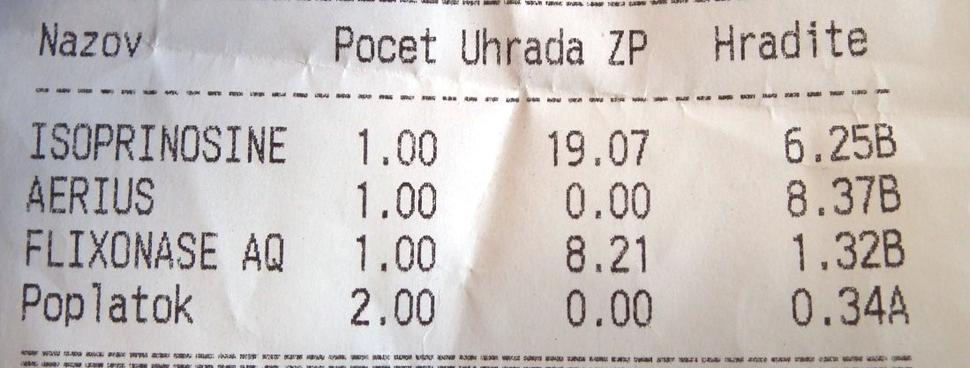 Nazov Pocet Uhrada ZP Hradite
ISOPRINOSINE 1.00 19.07 6.25B
AERIUS 1.00 0.00 8.37B
FLIXONASE AQ 1.00 8.21 1.32B
Poplatok 2.00 0.00 0.34A